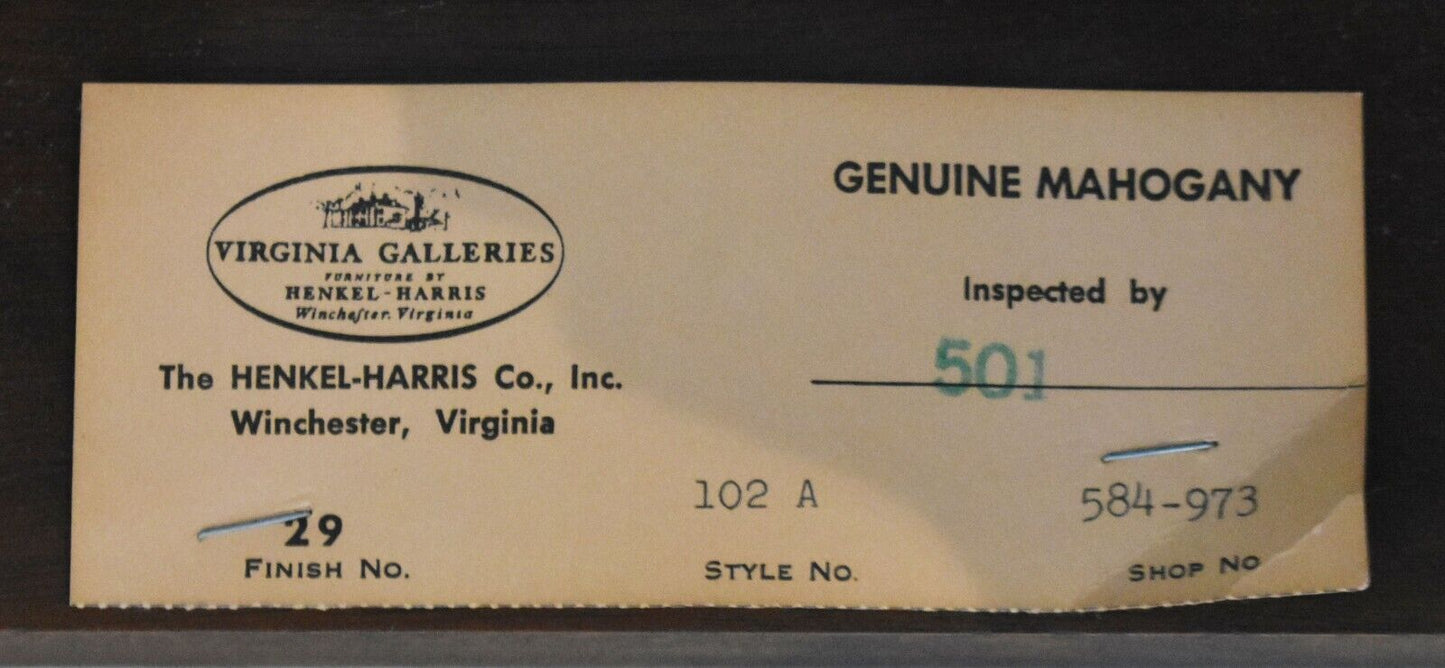 VIRGINIA GALLERIES
FURNITURE BY
HENKEL-HARRIS
Winchester, Virginia
The HENKEL-HARRIS Co., Inc.
Winchester, Virginia
GENUINE MAHOGANY
Inspected by
501
29
FINISH NO.
102 A
STYLE NO.
584-973
SHOP NO